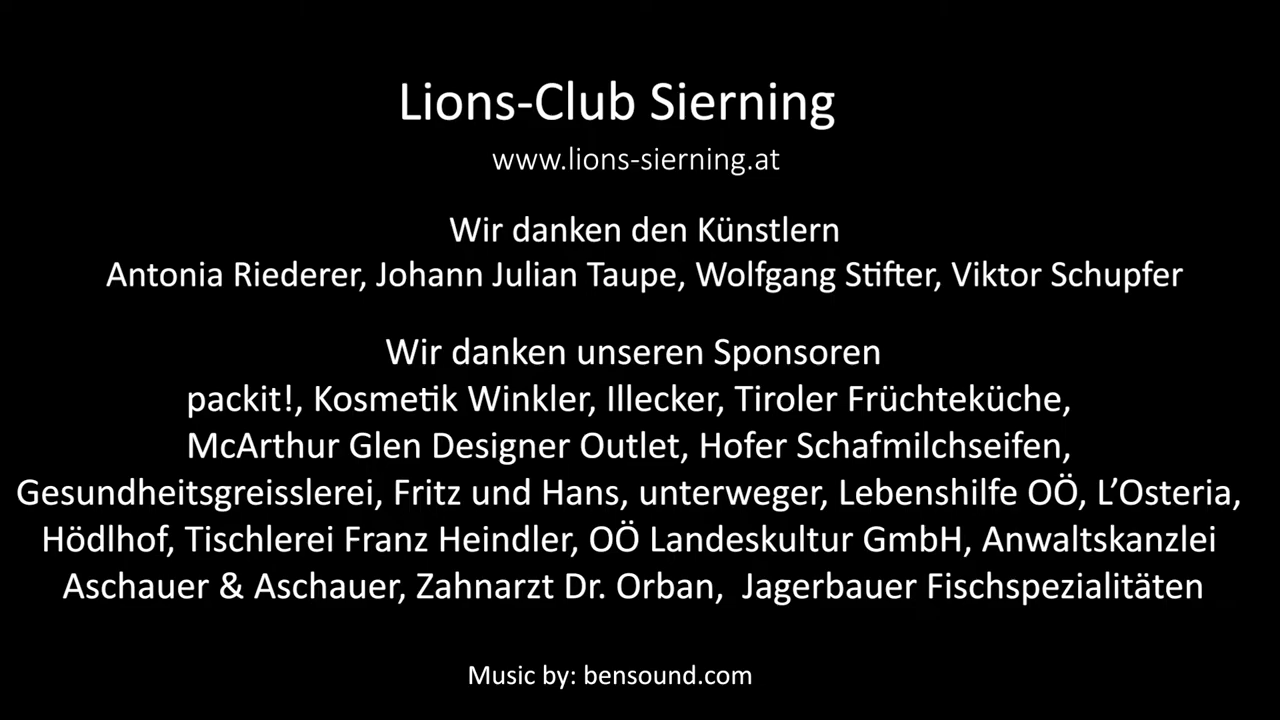 Lions-Club Sierning
www.lions-sierning.at
Wir danken den Künstlern
Antonia Riederer, Johann Julian Taupe, Wolfgang Stifter, Viktor Schupfer
Wir danken unseren Sponsoren
packit!, Kosmetik Winkler, Illecker, Tiroler Früchteküche,
McArthur Glen Designer Outlet, Hofer Schafmilchseifen,
Gesundheitsgreisslerei, Fritz und Hans, unterweger, Lebenshilfe OÖ, L’Osteria,
Hödlhof, Tischlerei Franz Heindler, OÖ Landeskultur GmbH, Anwaltskanzlei
Aschauer & Aschauer, Zahnarzt Dr. Orban, Jagerbauer Fischspezialitäten
Music by: bensound.com